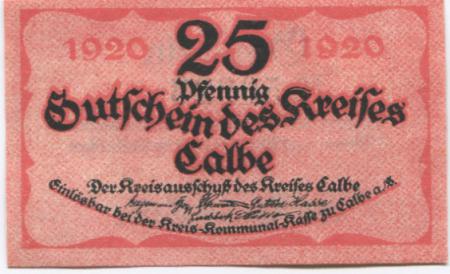 1920 25 1920
Pfennig
Gutschein des Kreises
Calbe
Der Kreisausschuß des Kreises Calbe
Einlösbar bei der Kreis-Kommunal-Kasse zu Calbe a. S.